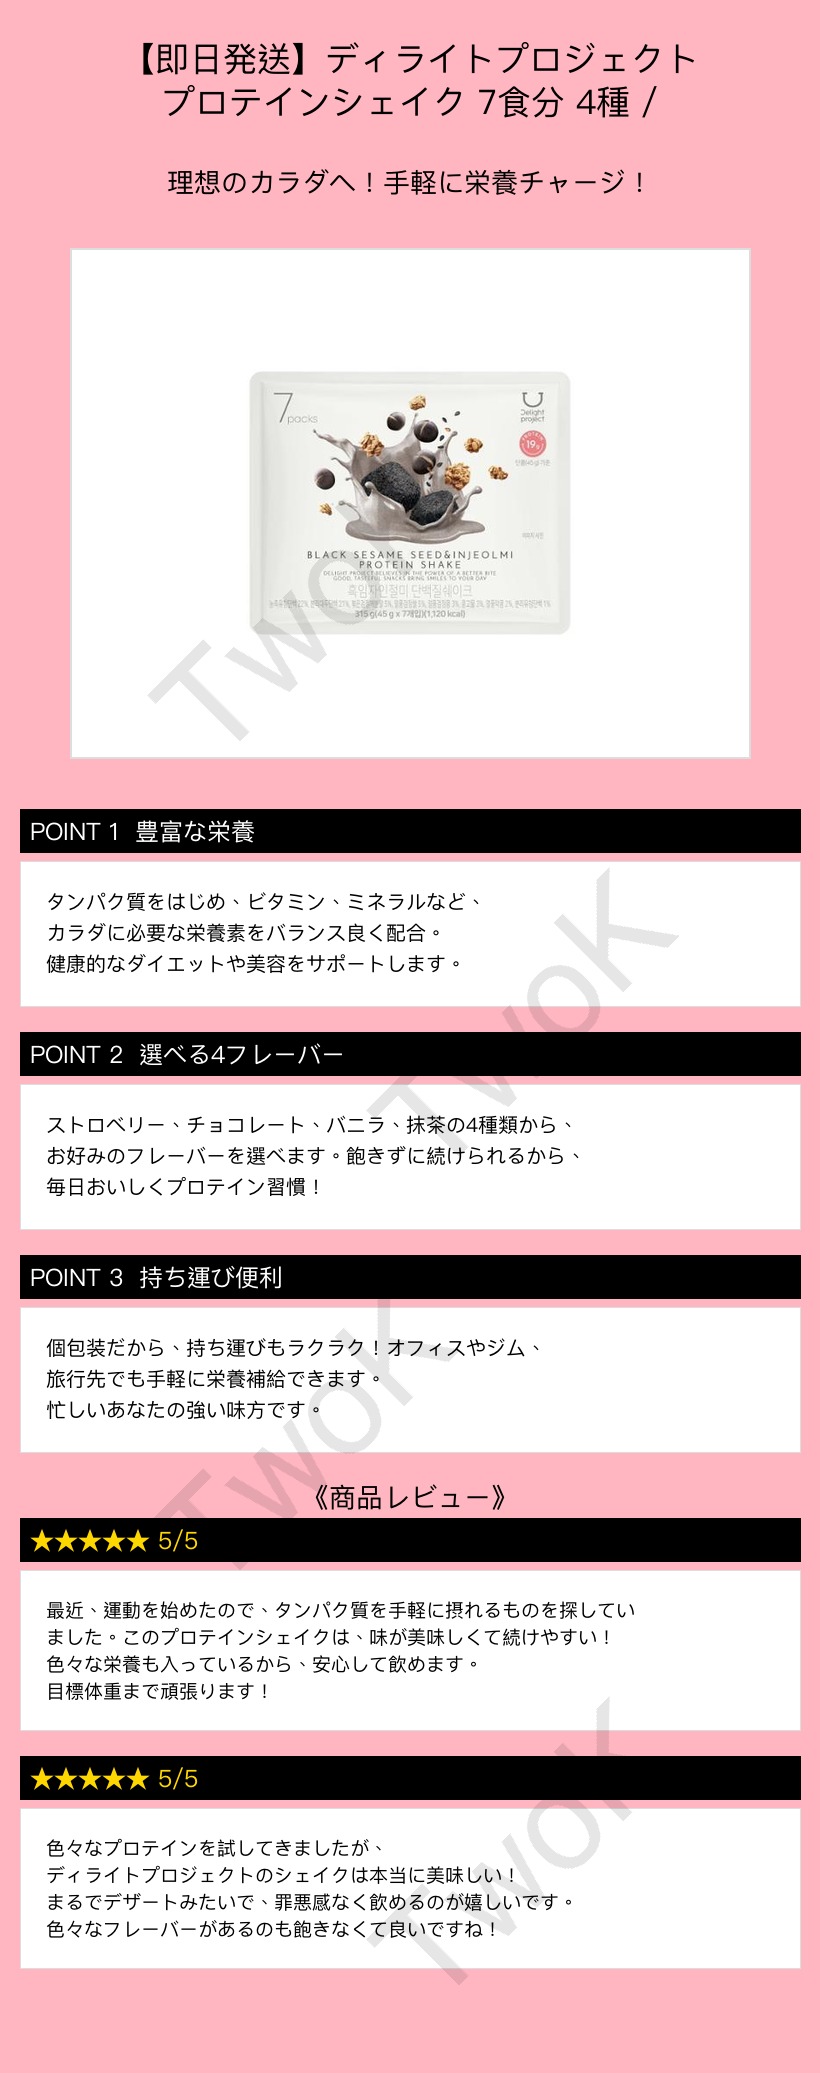 【即日発送】ディライトプロジェクト
プロテインシェイク 7食分 4種 /
理想のカラダへ！手軽に栄養チャージ！
7packs
Delight
project
19g
BLACK SESAME SEED&INJEOLMI
PROTEIN SHAKE
DELIGHT PROJECT BELIEVES IN THE POWER OF A BETTER BITE
GOOD, TASTEFUL SNACKS BRING SMILES TO YOUR DAY
흑임자인절미 단백질쉐이크
315 g(45 g x 7개입)(1,120 kcal)
TwoK
POINT 1 豊富な栄養
タンパク質をはじめ、ビタミン、ミネラルなど、
カラダに必要な栄養素をバランス良く配合。
健康的なダイエットや美容をサポートします。
TwoK
POINT 2 選べる4フレーバー
ストロベリー、チョコレート、バニラ、抹茶の4種類から、
お好みのフレーバーを選べます。飽きずに続けられるから、
毎日おいしくプロテイン習慣！
POINT 3 持ち運び便利
個包装だから、持ち運びもラクラク！オフィスやジム、
旅行先でも手軽に栄養補給できます。
忙しいあなたの強い味方です。
TwoK
《商品レビュー》
★★★★★ 5/5
最近、運動を始めたので、タンパク質を手軽に摂れるものを探してい
ました。このプロテインシェイクは、味が美味しくて続けやすい！
色々な栄養も入っているから、安心して飲めます。
目標体重まで頑張ります！
★★★★★ 5/5
色々なプロテインを試してきましたが、
ディライトプロジェクトのシェイクは本当に美味しい！
まるでデザートみたいで、罪悪感なく飲めるのが嬉しいです。
色々なフレーバーがあるのも飽きなくて良いですね！
TwoK